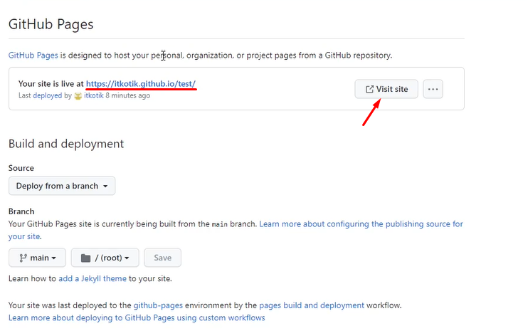 GitHub Pages
GitHub Pages is designed to host your personal, organization, or project pages from a GitHub repository.
Your site is live at https://itkotik.github.io/test/
Last deployed by itkotik 8 minutes ago
Visit site
...
Build and deployment
Source
Deploy from a branch
Branch
Your GitHub Pages site is currently being built from the main branch. Learn more about configuring the publishing source for
your site.
main
/ (root)
Save
Learn how to add a Jekyll theme to your site.
Your site was last deployed to the github-pages environment by the pages build and deployment workflow.
Learn more about deploying to GitHub Pages using custom workflows